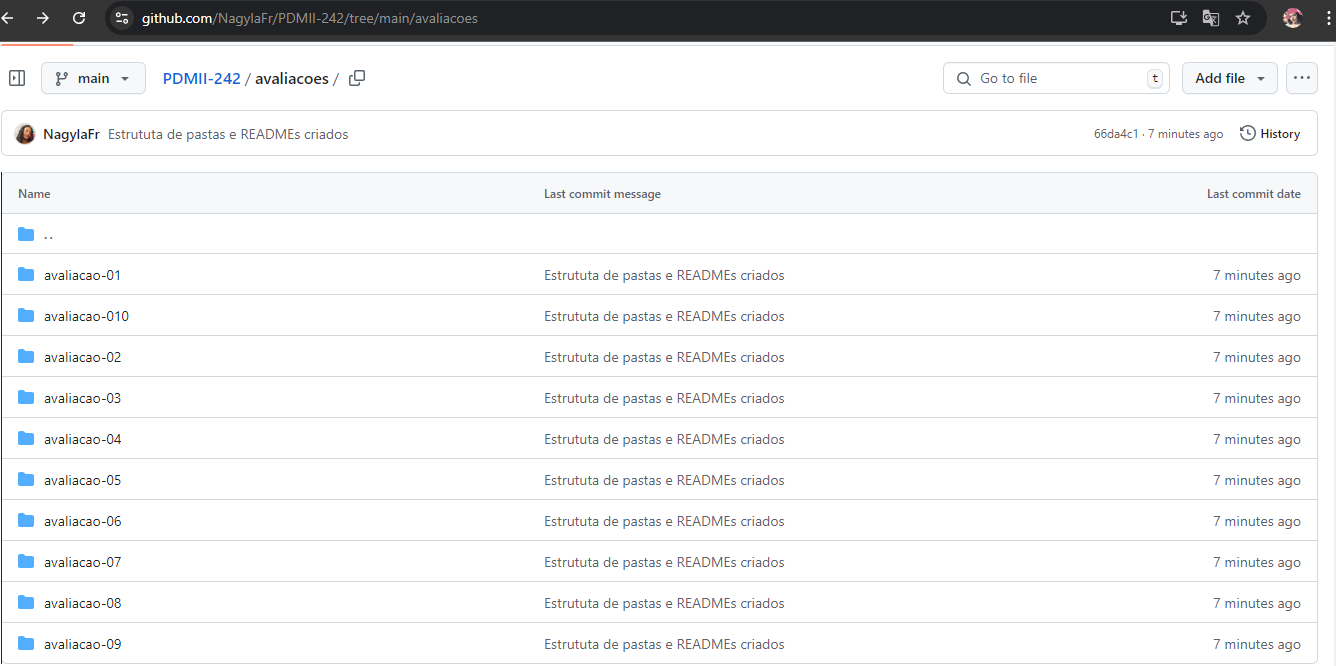 github.com/NagylaFr/PDMII-242/tree/main/avaliacoes
main PDMII-242 / avaliacoes / Go to file t Add file ...
NagylaFr Estrututa de pastas e READMEs criados 66da4c1 · 7 minutes ago History
Name Last commit message Last commit date
..
avaliacao-01 Estrututa de pastas e READMEs criados 7 minutes ago
avaliacao-010 Estrututa de pastas e READMEs criados 7 minutes ago
avaliacao-02 Estrututa de pastas e READMEs criados 7 minutes ago
avaliacao-03 Estrututa de pastas e READMEs criados 7 minutes ago
avaliacao-04 Estrututa de pastas e READMEs criados 7 minutes ago
avaliacao-05 Estrututa de pastas e READMEs criados 7 minutes ago
avaliacao-06 Estrututa de pastas e READMEs criados 7 minutes ago
avaliacao-07 Estrututa de pastas e READMEs criados 7 minutes ago
avaliacao-08 Estrututa de pastas e READMEs criados 7 minutes ago
avaliacao-09 Estrututa de pastas e READMEs criados 7 minutes ago